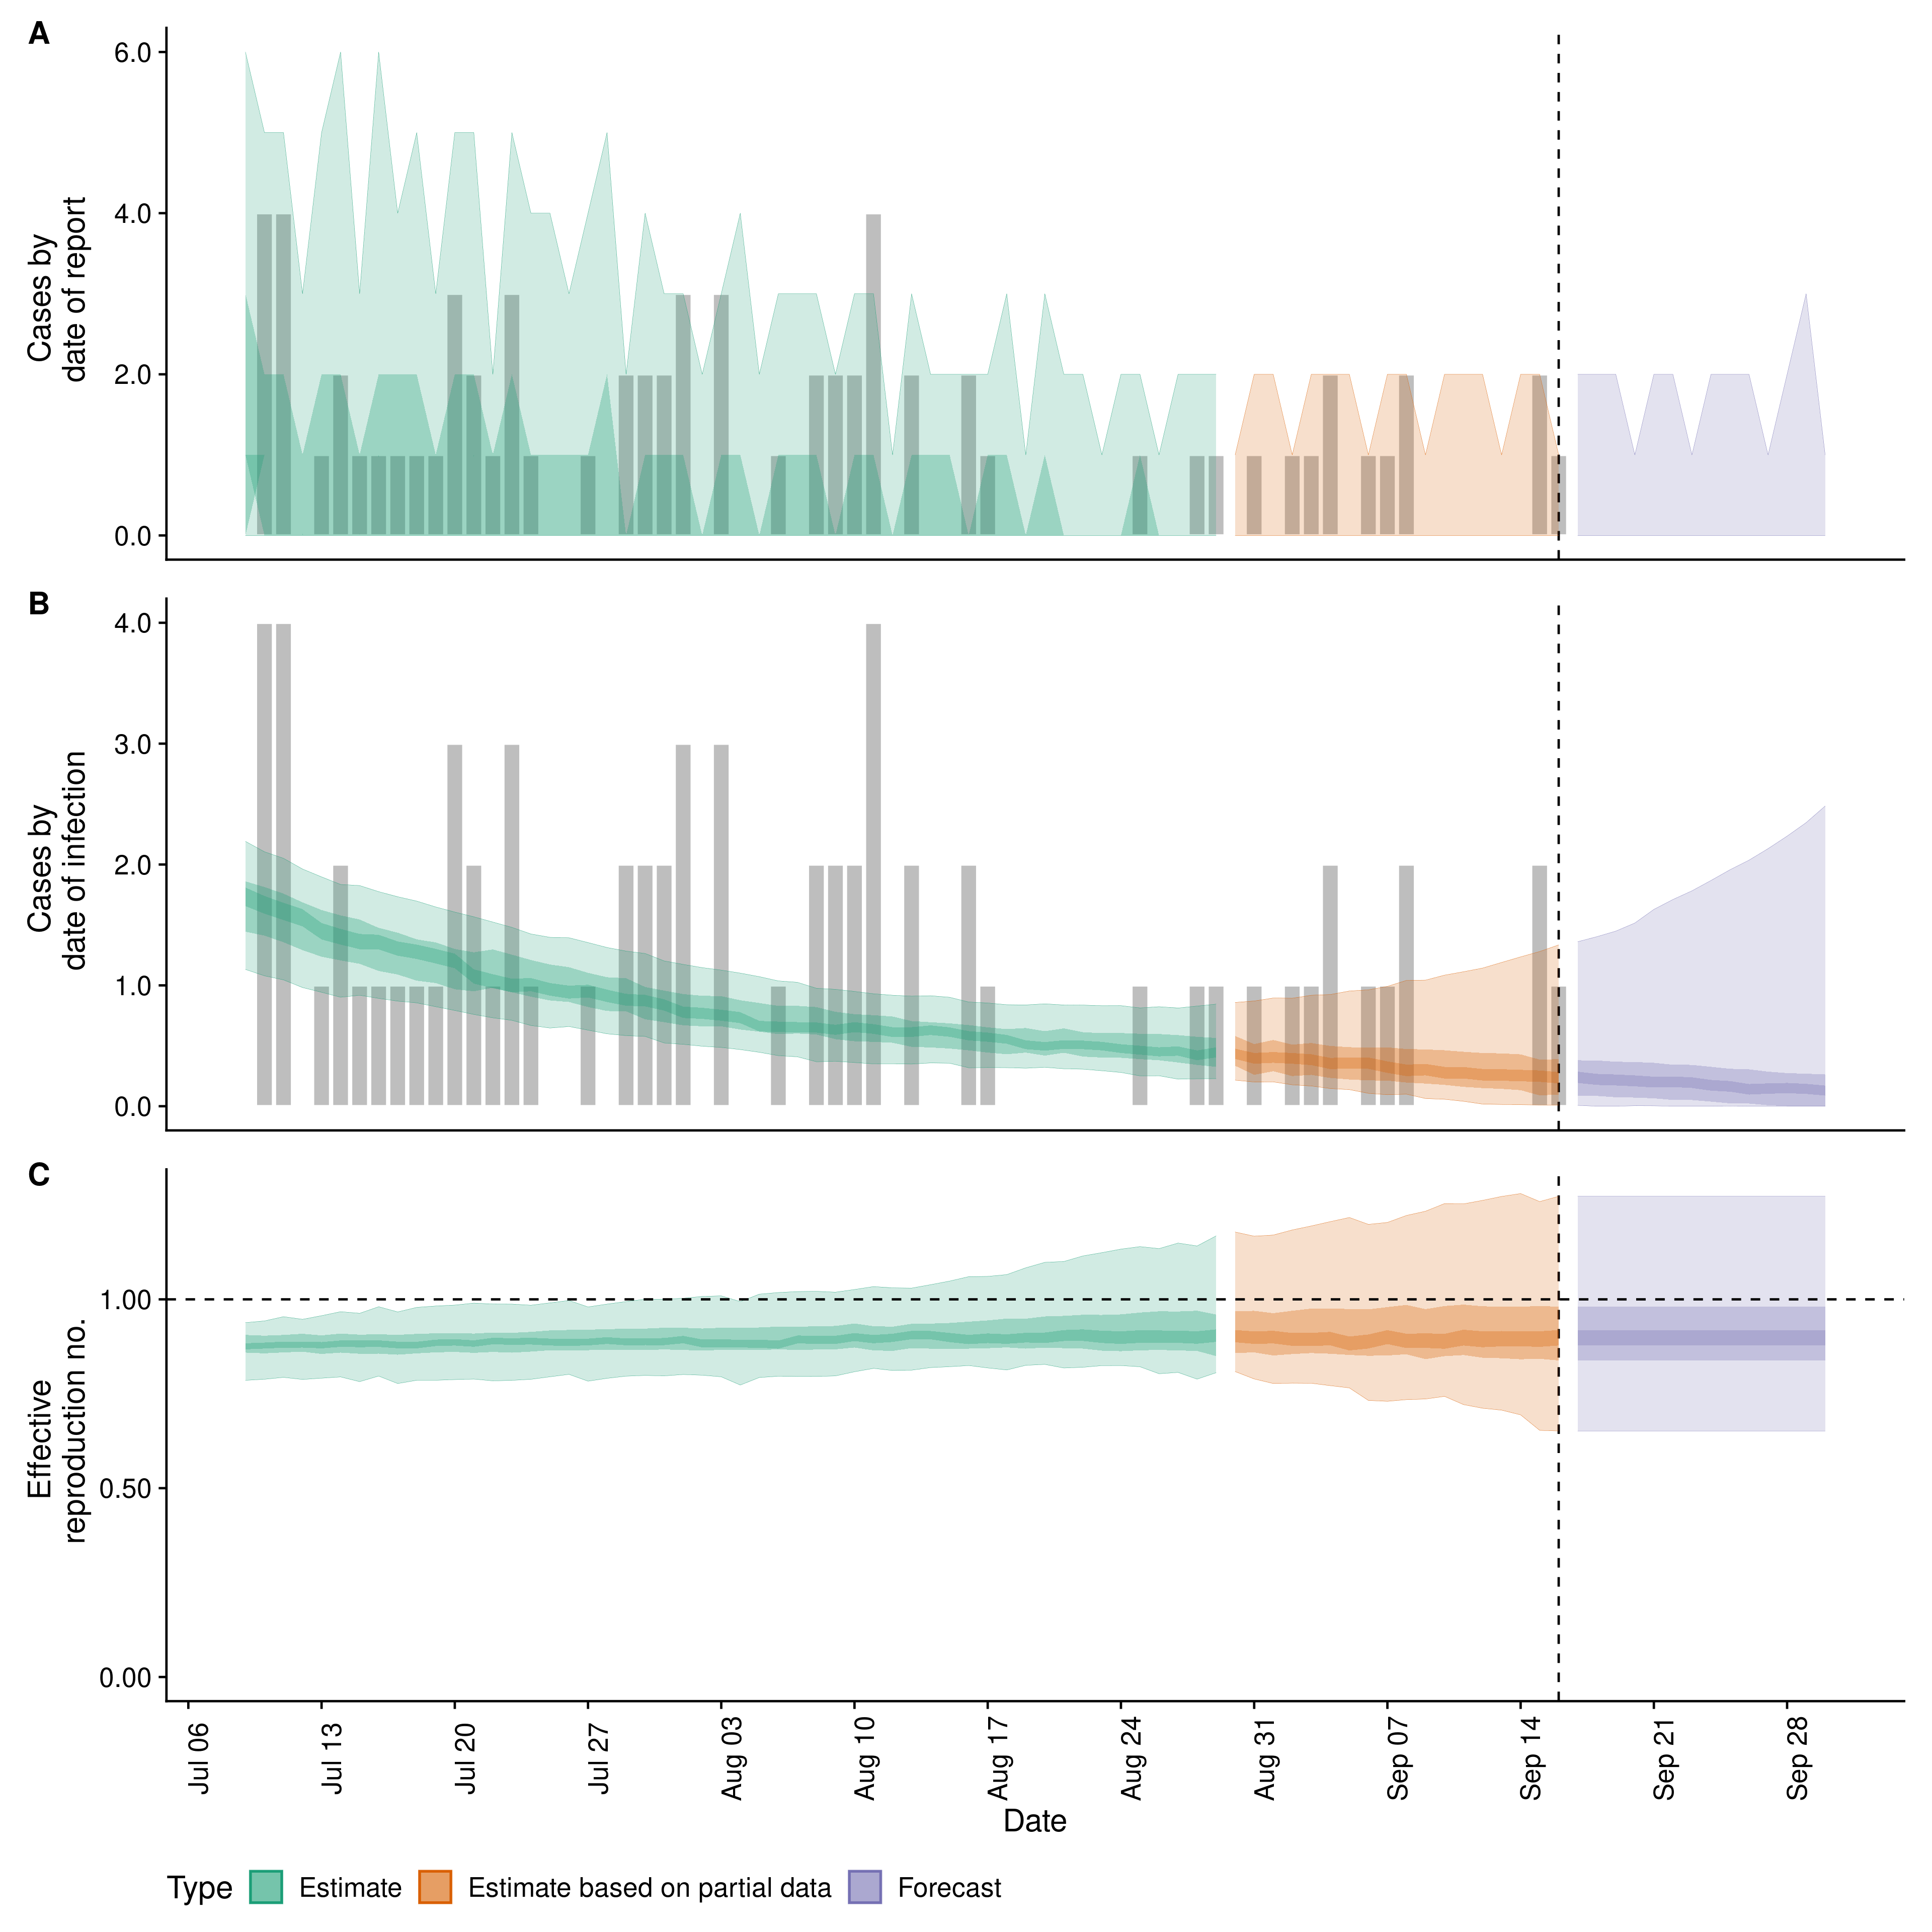 A
6.0
4.0
2.0
0.0
Cases by
date of report
B
4.0
3.0
2.0
1.0
0.0
Cases by
date of infection
C
1.00
0.50
0.00
Effective
reproduction no.
Jul 06
Jul 13
Jul 20
Jul 27
Aug 03
Aug 10
Aug 17
Aug 24
Aug 31
Sep 07
Sep 14
Sep 21
Sep 28
Date
Type Estimate Estimate based on partial data Forecast